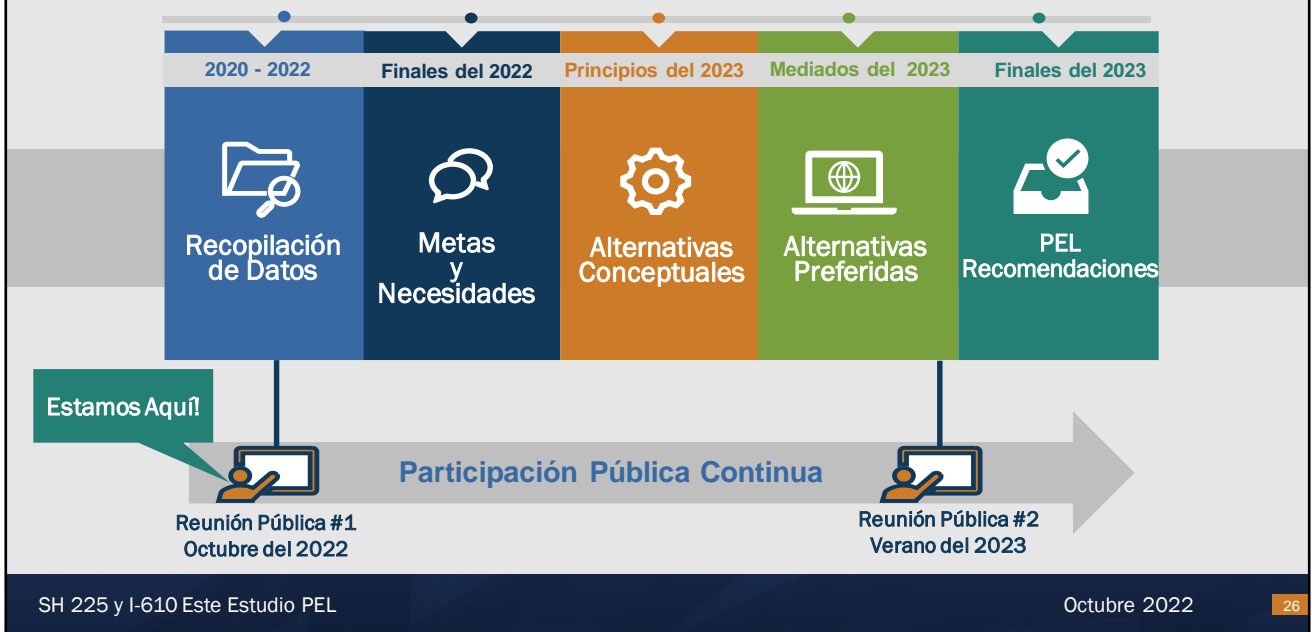 2020 - 2022
Finales del 2022
Principios del 2023
Mediados del 2023
Finales del 2023
Recopilación
de Datos
Metas
y
Necesidades
Alternativas
Conceptuales
Alternativas
Preferidas
PEL
Recomendaciones
Estamos Aquí!
Participación Pública Continua
Reunión Pública #1
Octubre del 2022
Reunión Pública #2
Verano del 2023
SH 225 y I-610 Este Estudio PEL
Octubre 2022
26